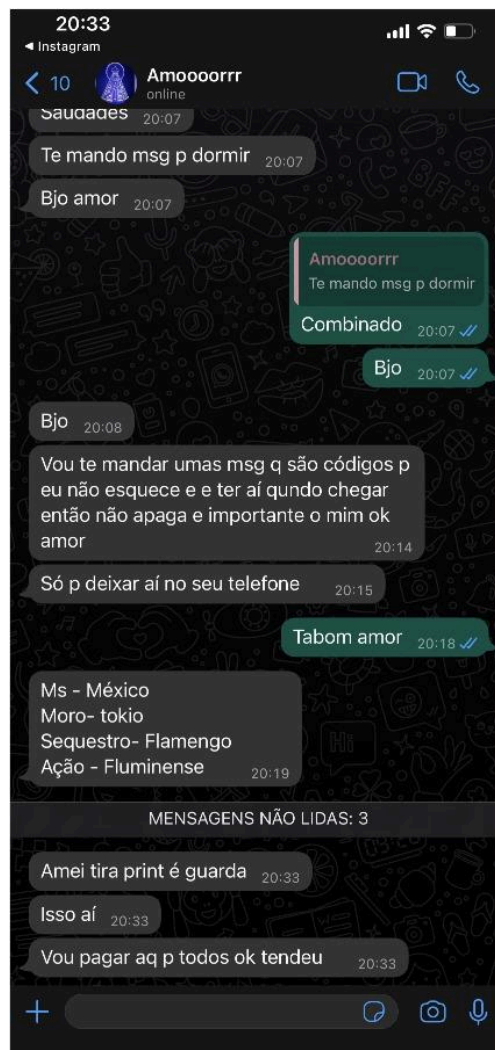 20:33
◄ Instagram
10
Amoooorrr
online
Saudades 20:07
Te mando msg p dormir 20:07
Bjo amor 20:07
Amoooorrr
Te mando msg p dormir
Combinado 20:07
Bjo 20:07
Bjo 20:08
Vou te mandar umas msg q são códigos p
eu não esquece e e ter aí qundo chegar
então não apaga e importante o mim ok
amor 20:14
Só p deixar aí no seu telefone 20:15
Tabom amor 20:18
Ms - México
Moro- tokio
Sequestro- Flamengo
Ação - Fluminense 20:19
MENSAGENS NÃO LIDAS: 3
Amei tira print é guarda 20:33
Isso aí 20:33
Vou pagar aq p todos ok tendeu 20:33